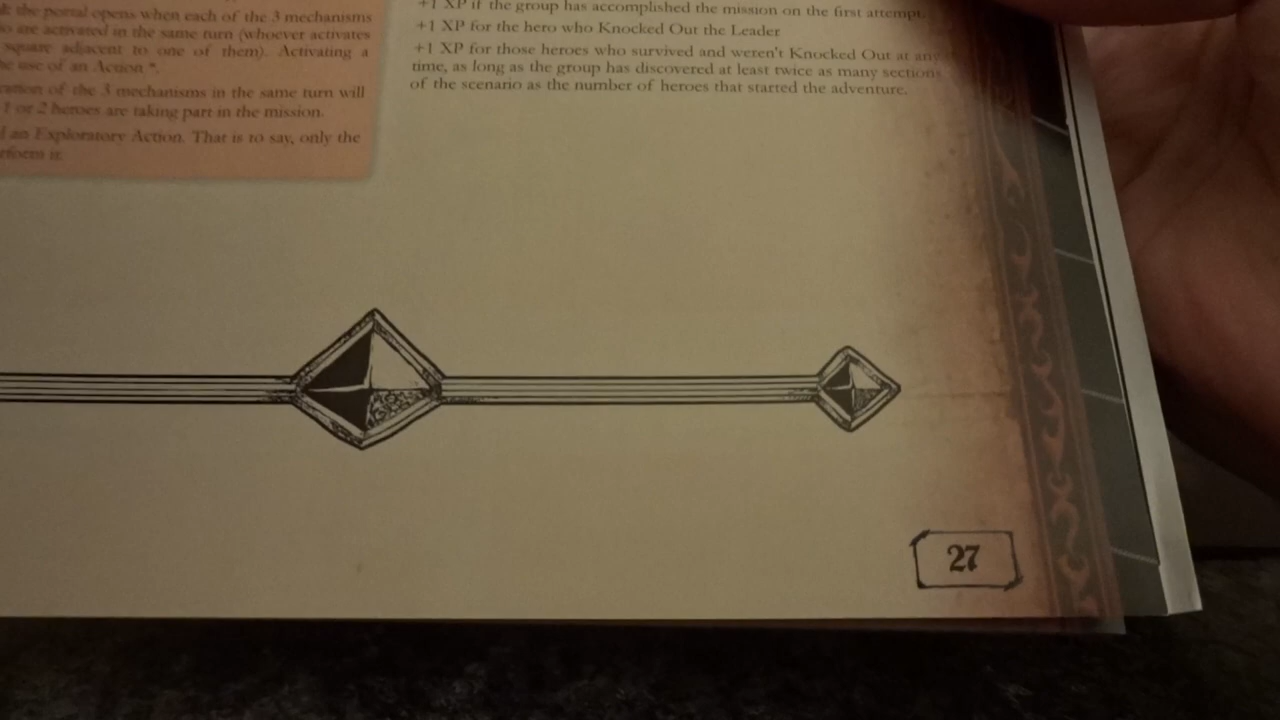 the portal opens when each of the 3 mechanisms
are activated in the same turn (whoever activates
square adjacent to one of them). Activating a
use of an Action *.
of the 3 mechanisms in the same turn will
1 or 2 heroes are taking part in the mission.
an Exploratory Action. That is to say, only the
it.
+1 XP if the group has accomplished the mission on the first attempt.
+1 XP for the hero who Knocked Out the Leader
+1 XP for those heroes who survived and weren't Knocked Out at any
time, as long as the group has discovered at least twice as many sections
of the scenario as the number of heroes that started the adventure.
27